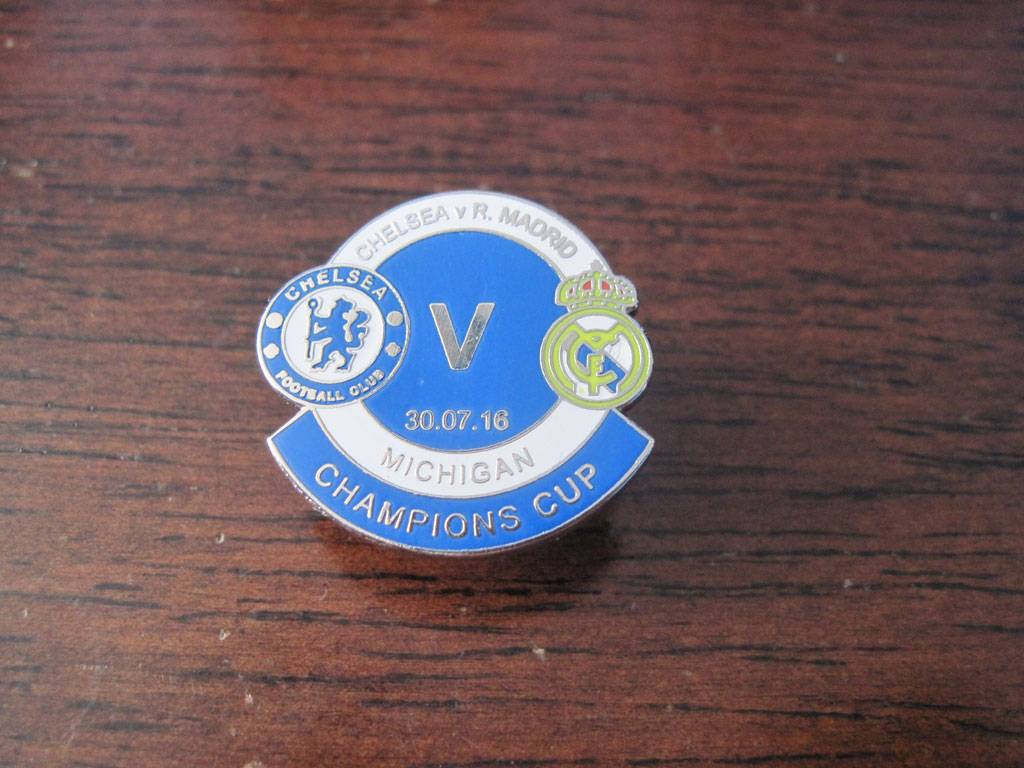 CHELSEA v R. MADRID
CHELSEA
FOOTBALL CLUB
V
30.07.16
MICHIGAN
CHAMPIONS CUP